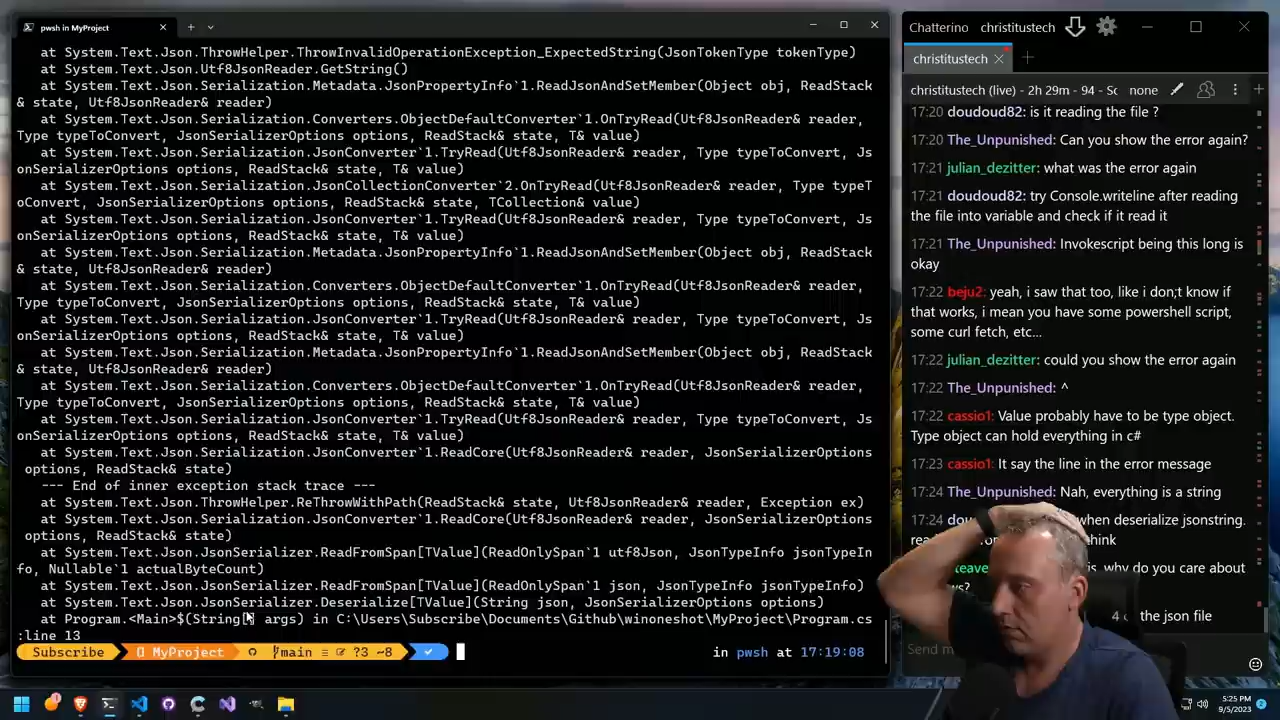 pwsh in MyProject
at System.Text.Json.ThrowHelper.ThrowInvalidOperationException_ExpectedString(JsonTokenType tokenType)
at System.Text.Json.Utf8JsonReader.GetString()
at System.Text.Json.Serialization.Metadata.JsonPropertyInfo`1.ReadJsonAndSetMember(Object obj, ReadStack
& state, Utf8JsonReader& reader)
at System.Text.Json.Serialization.Converters.ObjectDefaultConverter`1.OnTryRead(Utf8JsonReader& reader,
Type typeToConvert, JsonSerializerOptions options, ReadStack& state, T& value)
at System.Text.Json.Serialization.JsonConverter`1.TryRead(Utf8JsonReader& reader, Type typeToConvert, Js
onSerializerOptions options, ReadStack& state, T& value)
at System.Text.Json.Serialization.JsonCollectionConverter`2.OnTryRead(Utf8JsonReader& reader, Type typeT
oConvert, JsonSerializerOptions options, ReadStack& state, TCollection& value)
at System.Text.Json.Serialization.JsonConverter`1.TryRead(Utf8JsonReader& reader, Type typeToConvert, Js
onSerializerOptions options, ReadStack& state, T& value)
at System.Text.Json.Serialization.Metadata.JsonPropertyInfo`1.ReadJsonAndSetMember(Object obj, ReadStack
& state, Utf8JsonReader& reader)
at System.Text.Json.Serialization.Converters.ObjectDefaultConverter`1.OnTryRead(Utf8JsonReader& reader,
Type typeToConvert, JsonSerializerOptions options, ReadStack& state, T& value)
at System.Text.Json.Serialization.JsonConverter`1.TryRead(Utf8JsonReader& reader, Type typeToConvert, Js
onSerializerOptions options, ReadStack& state, T& value)
at System.Text.Json.Serialization.Metadata.JsonPropertyInfo`1.ReadJsonAndSetMember(Object obj, ReadStack
& state, Utf8JsonReader& reader)
at System.Text.Json.Serialization.Converters.ObjectDefaultConverter`1.OnTryRead(Utf8JsonReader& reader,
Type typeToConvert, JsonSerializerOptions options, ReadStack& state, T& value)
at System.Text.Json.Serialization.JsonConverter`1.TryRead(Utf8JsonReader& reader, Type typeToConvert, Js
onSerializerOptions options, ReadStack& state, T& value)
at System.Text.Json.Serialization.JsonConverter`1.ReadCore(Utf8JsonReader& reader, JsonSerializerOptions
options, ReadStack& state)
--- End of inner exception stack trace ---
at System.Text.Json.ThrowHelper.ReThrowWithPath(ReadStack& state, Utf8JsonReader& reader, Exception ex)
at System.Text.Json.Serialization.JsonConverter`1.ReadCore(Utf8JsonReader& reader, JsonSerializerOptions
options, ReadStack& state)
at System.Text.Json.JsonSerializer.ReadFromSpan[TValue](ReadOnlySpan`1 utf8Json, JsonTypeInfo jsonTypeIn
fo, Nullable`1 actualByteCount)
at System.Text.Json.JsonSerializer.ReadFromSpan[TValue](ReadOnlySpan`1 json, JsonTypeInfo jsonTypeInfo)
at System.Text.Json.JsonSerializer.Deserialize[TValue](String json, JsonSerializerOptions options)
at Program.<Main>$(String[] args) in C:\Users\Subscribe\Documents\Github\winoneshot\MyProject\Program.cs
:line 13
Subscribe MyProject main ≡ ?3 ~8 in pwsh at 17:19:08
Chatterino christitustech
christitustech
christitustech (live) - 2h 29m - 94 - Sc none
17:20 doudoud82: is it reading the file ?
17:20 The_Unpunished: Can you show the error again?
17:21 julian_dezitter: what was the error again
17:21 doudoud82: try Console.writeline after reading
the file into variable and check if it read it
17:21 The_Unpunished: Invokescript being this long is
okay
17:22 beju2: yeah, i saw that too, like i don;t know if
that works, i mean you have some powershell script,
some curl fetch, etc...
17:22 julian_dezitter: could you show the error again
17:22 The_Unpunished: ^
17:22 cassio1: Value probably have to be type object.
Type object can hold everything in c#
17:23 cassio1: It say the line in the error message
17:24 The_Unpunished: Nah, everything is a string
17:24 when deserialize jsonstring.
why do you care about
the json file
Send
5:25 PM
9/5/2023